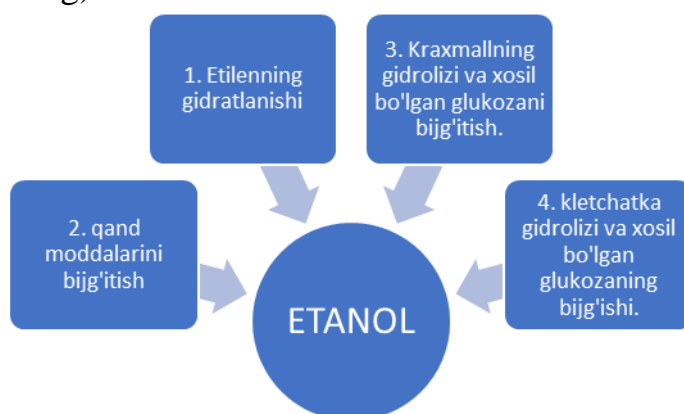 1. Etilenning
gidratlanishi
3. Kraxmallning
gidrolizi va xosil
bo'lgan glukozani
bijg'itish.
2. qand
moddalarini
bijg'itish
4. kletchatka
gidrolizi va xosil
bo'lgan
glukozaning
bijg'ishi.
ETANOL